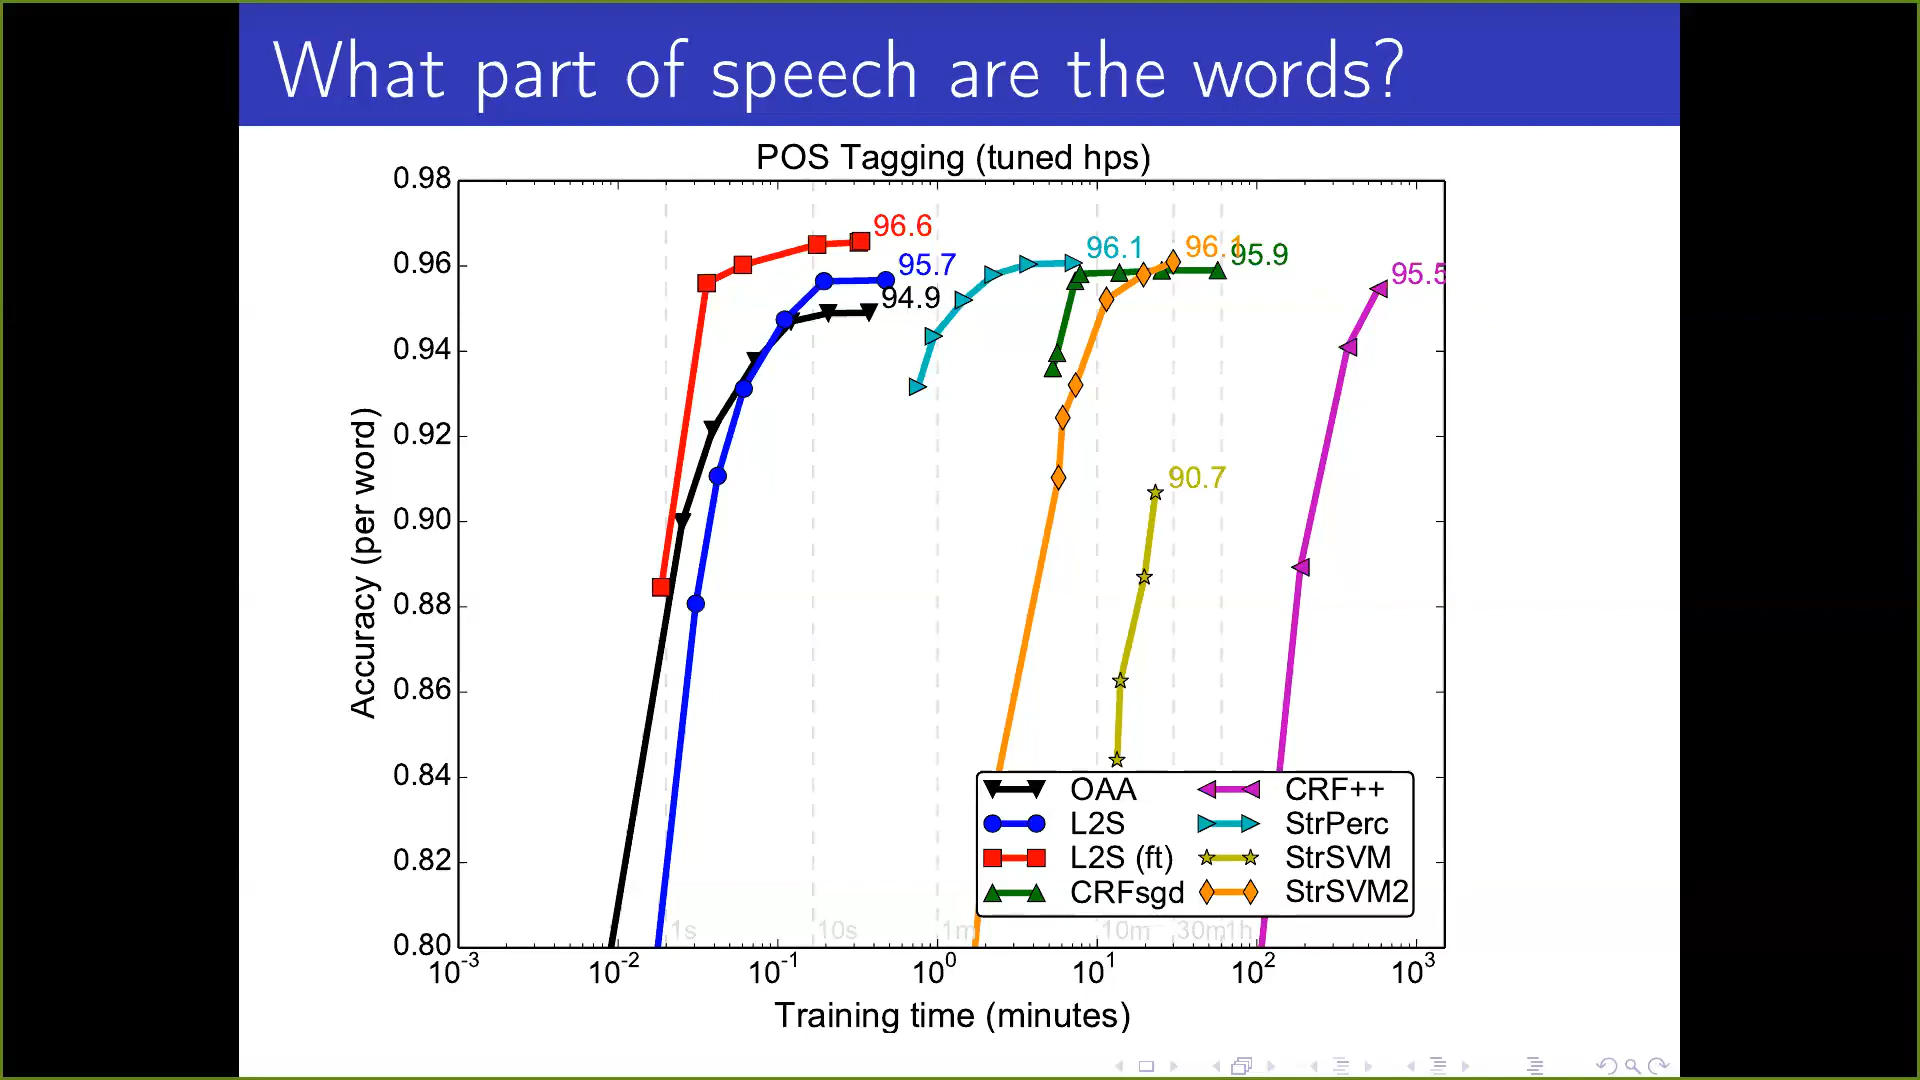 What part of speech are the words?
POS Tagging (tuned hps)
0.98
0.96
0.94
0.92
0.90
0.88
0.86
0.84
0.82
0.80
Accuracy (per word)
96.6
95.7
94.9
96.1
96.1
95.9
95.5
90.7
OAA
L2S
L2S (ft)
CRFsgd
CRF++
StrPerc
StrSVM
StrSVM2
1s 10s 1m 10m 30m 1h
10-3 10-2 10-1 100 101 102 103
Training time (minutes)